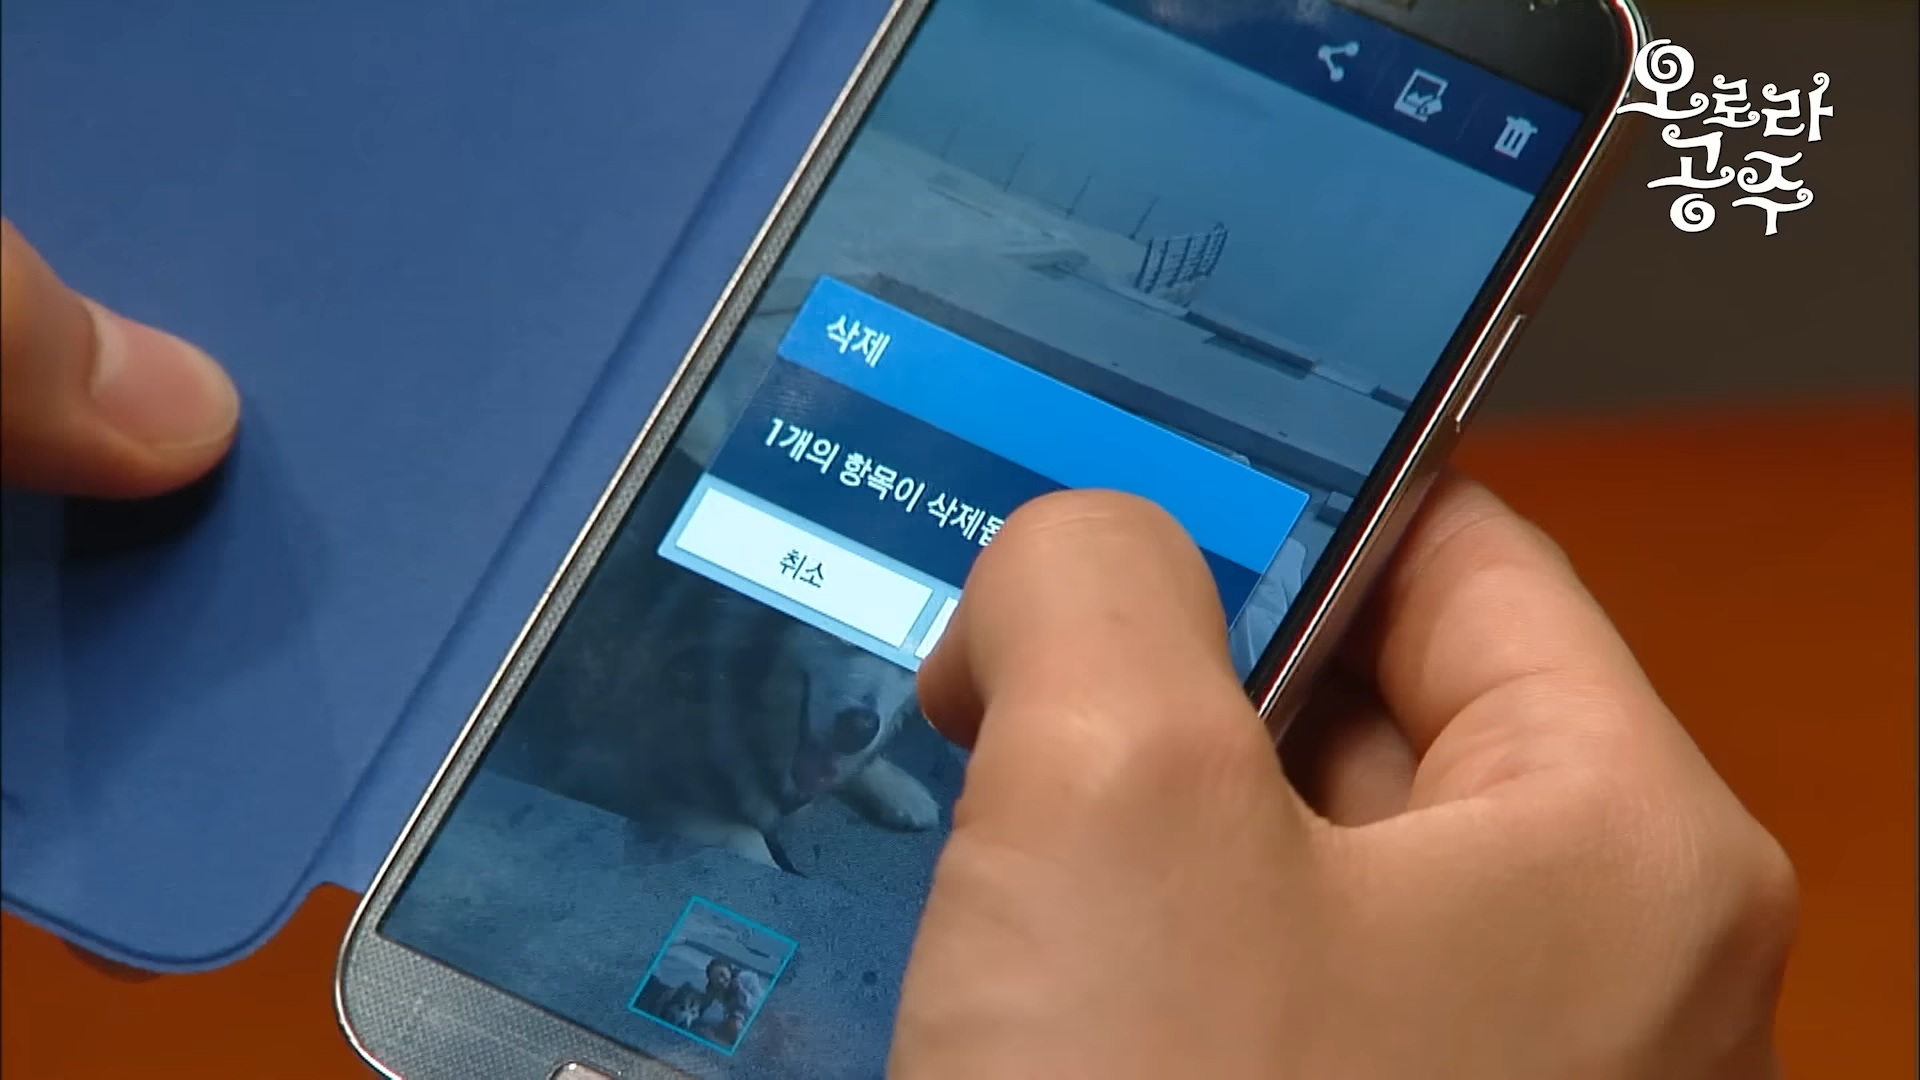 오로라
공주
삭제
1개의 항목이 삭제됩
취소